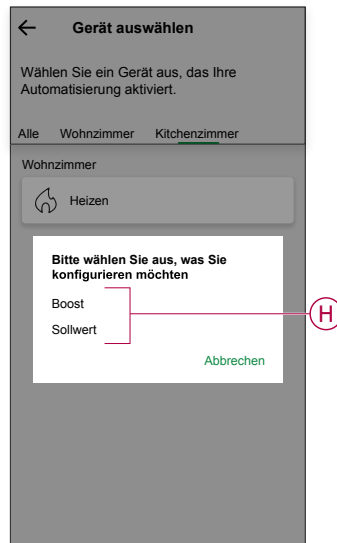 Gerät auswählen
Wählen Sie ein Gerät aus, das Ihre
Automatisierung aktiviert.
Alle Wohnzimmer Kitchenzimmer
Wohnzimmer
Heizen
Bitte wählen Sie aus, was Sie
konfigurieren möchten
Boost
Sollwert
H
Abbrechen